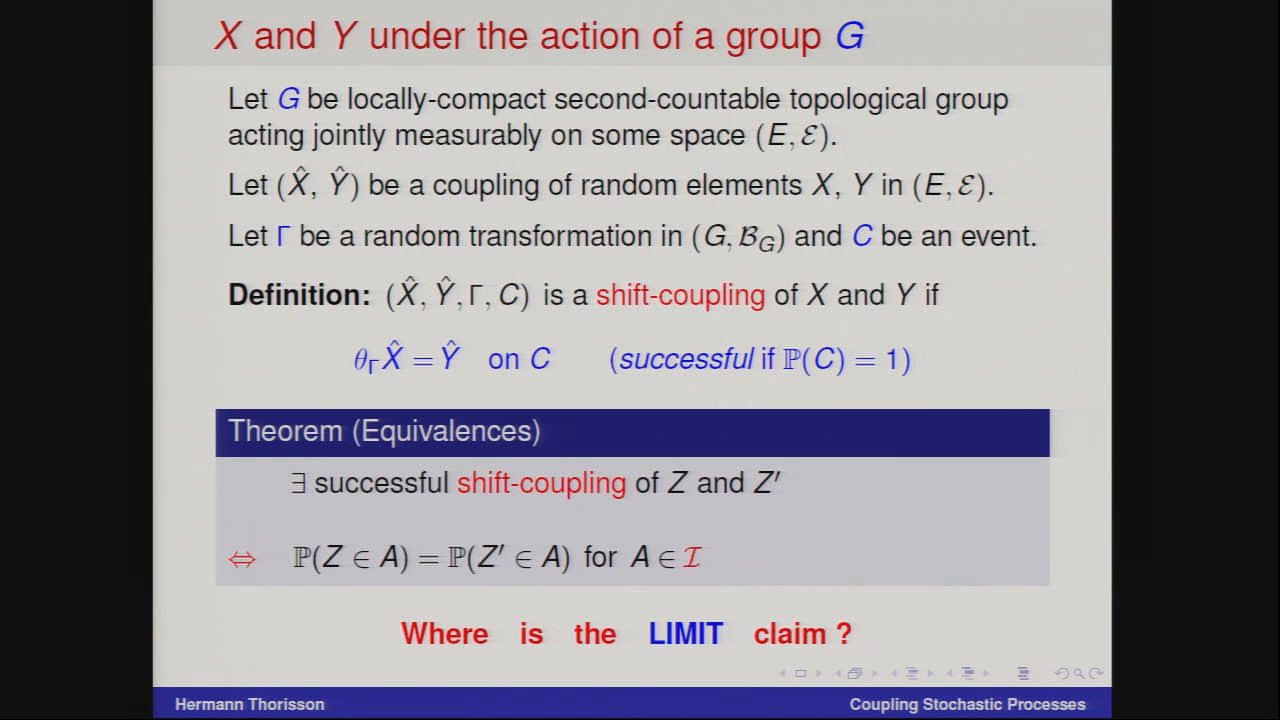 X and Y under the action of a group G
Let G be locally-compact second-countable topological group
acting jointly measurably on some space (E, ℰ).
Let (X̂, Ŷ) be a coupling of random elements X, Y in (E, ℰ).
Let Γ be a random transformation in (G, ℬ_G) and C be an event.
Definition: (X̂, Ŷ, Γ, C) is a shift-coupling of X and Y if
θ_Γ X̂ = Ŷ on C (successful if ℙ(C) = 1)
Theorem (Equivalences)
∃ successful shift-coupling of Z and Z′
⇔ ℙ(Z ∈ A) = ℙ(Z′ ∈ A) for A ∈ ℐ
Where is the LIMIT claim ?
Hermann Thorisson
Coupling Stochastic Processes